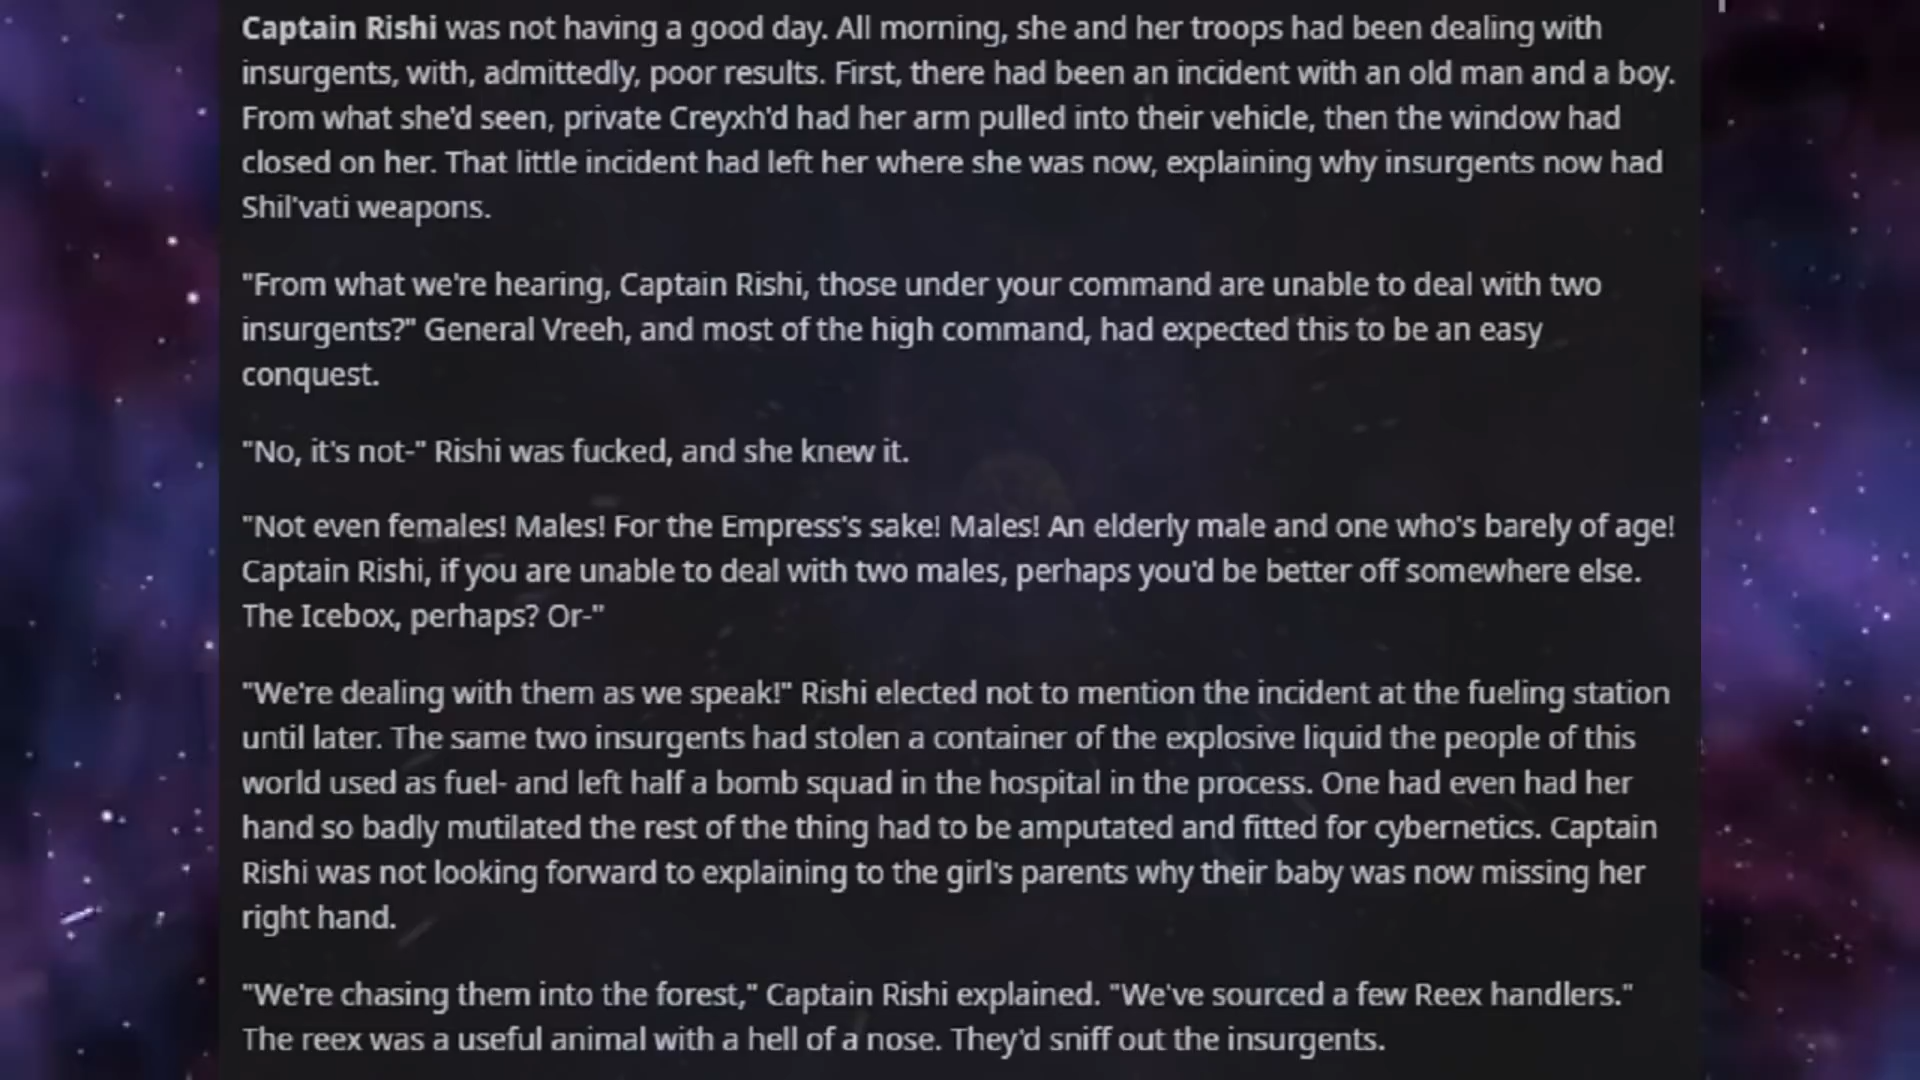 Captain Rishi was not having a good day. All morning, she and her troops had been dealing with
insurgents, with, admittedly, poor results. First, there had been an incident with an old man and a boy.
From what she'd seen, private Creyxh'd had her arm pulled into their vehicle, then the window had
closed on her. That little incident had left her where she was now, explaining why insurgents now had
Shil'vati weapons.
"From what we're hearing, Captain Rishi, those under your command are unable to deal with two
insurgents?" General Vreeh, and most of the high command, had expected this to be an easy
conquest.
"No, it's not-" Rishi was fucked, and she knew it.
"Not even females! Males! For the Empress's sake! Males! An elderly male and one who's barely of age!
Captain Rishi, if you are unable to deal with two males, perhaps you'd be better off somewhere else.
The Icebox, perhaps? Or-"
"We're dealing with them as we speak!" Rishi elected not to mention the incident at the fueling station
until later. The same two insurgents had stolen a container of the explosive liquid the people of this
world used as fuel- and left half a bomb squad in the hospital in the process. One had even had her
hand so badly mutilated the rest of the thing had to be amputated and fitted for cybernetics. Captain
Rishi was not looking forward to explaining to the girl's parents why their baby was now missing her
right hand.
"We're chasing them into the forest," Captain Rishi explained. "We've sourced a few Reex handlers."
The reex was a useful animal with a hell of a nose. They'd sniff out the insurgents.